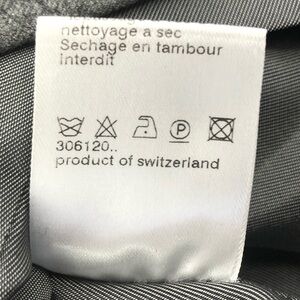 nettoyage a sec
Sechage en tambour
Interdit
P
306120..
product of switzerland